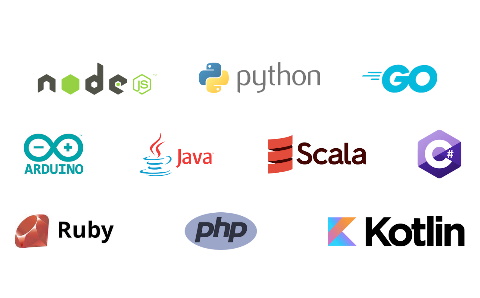 node JS
python
GO
ARDUINO
Java
Scala
C#
Ruby
php
Kotlin